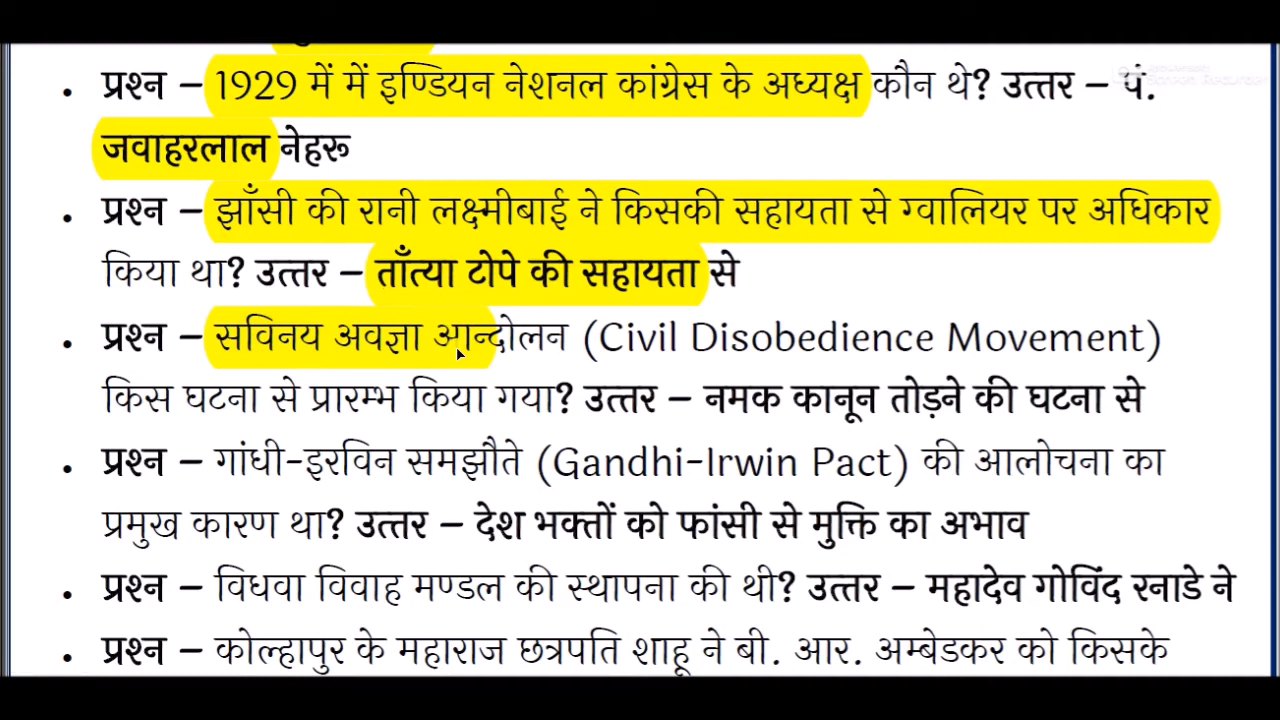 प्रश्न – 1929 में में इण्डियन नेशनल कांग्रेस के अध्यक्ष कौन थे? उत्तर – पं.
जवाहरलाल नेहरू
प्रश्न – झाँसी की रानी लक्ष्मीबाई ने किसकी सहायता से ग्वालियर पर अधिकार
किया था? उत्तर – ताँत्या टोपे की सहायता से
प्रश्न – सविनय अवज्ञा आन्दोलन (Civil Disobedience Movement)
किस घटना से प्रारम्भ किया गया? उत्तर – नमक कानून तोड़ने की घटना से
प्रश्न – गांधी-इरविन समझौते (Gandhi-Irwin Pact) की आलोचना का
प्रमुख कारण था? उत्तर – देश भक्तों को फांसी से मुक्ति का अभाव
प्रश्न – विधवा विवाह मण्डल की स्थापना की थी? उत्तर – महादेव गोविंद रनाडे ने
प्रश्न – कोल्हापुर के महाराज छत्रपति शाहू ने बी. आर. अम्बेडकर को किसके